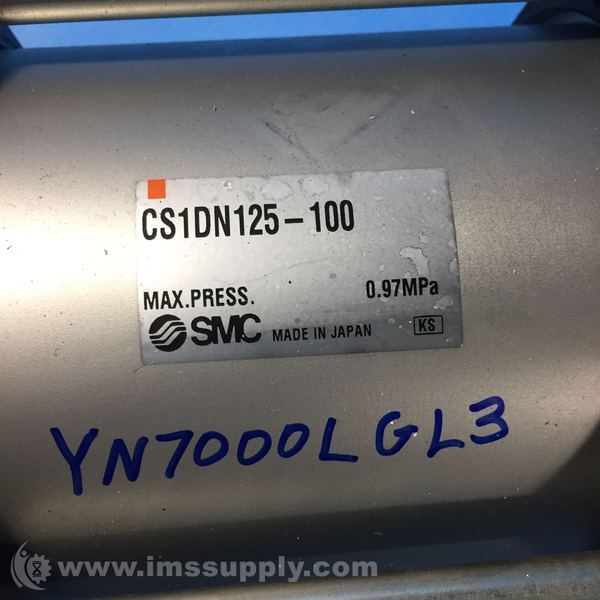 CS1DN125-100
MAX.PRESS. 0.97MPa
SMC MADE IN JAPAN KS
YN7000LGL3
www.imssupply.com